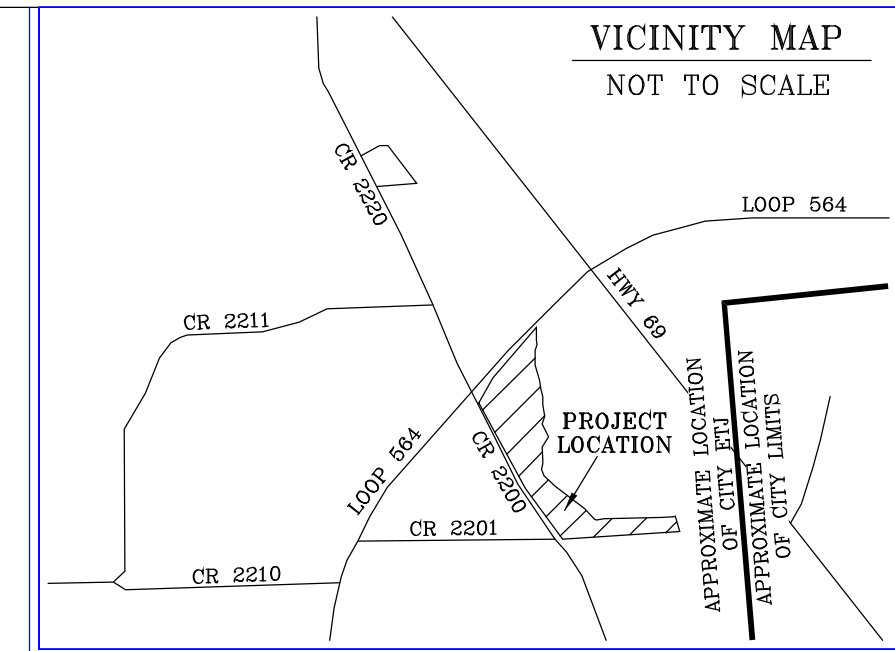 VICINITY MAP
NOT TO SCALE
CR 2220
LOOP 564
HWY 69
CR 2211
APPROXIMATE LOCATION
OF CITY ETJ
APPROXIMATE LOCATION
OF CITY LIMITS
PROJECT
LOCATION
LOOP 564
CR 2200
CR 2201
CR 2210